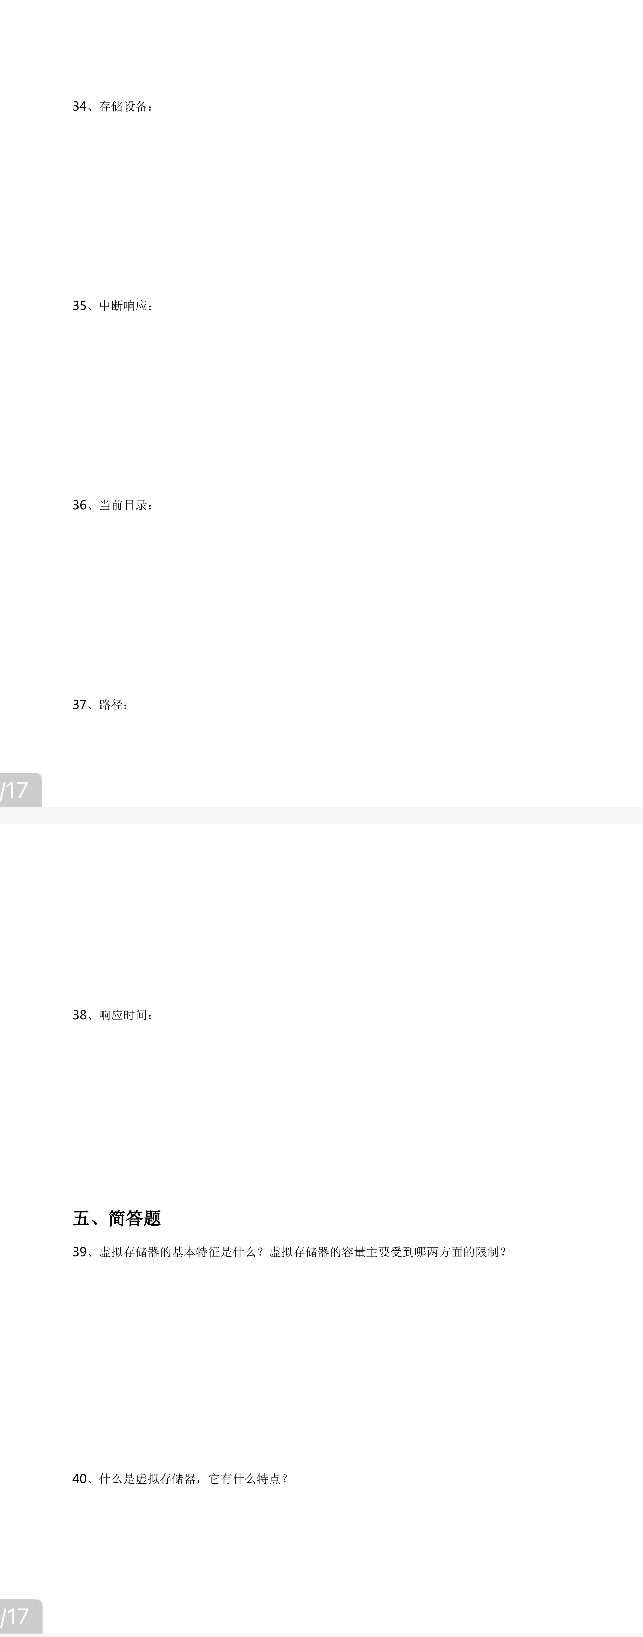 34、存储设备：
35、中断响应：
36、当前目录：
37、路径：
/17
38、响应时间：
五、简答题
39、虚拟存储器的基本特征是什么？虚拟存储器的容量主要受到哪两方面的限制？
40、什么是虚拟存储器，它有什么特点？
/17